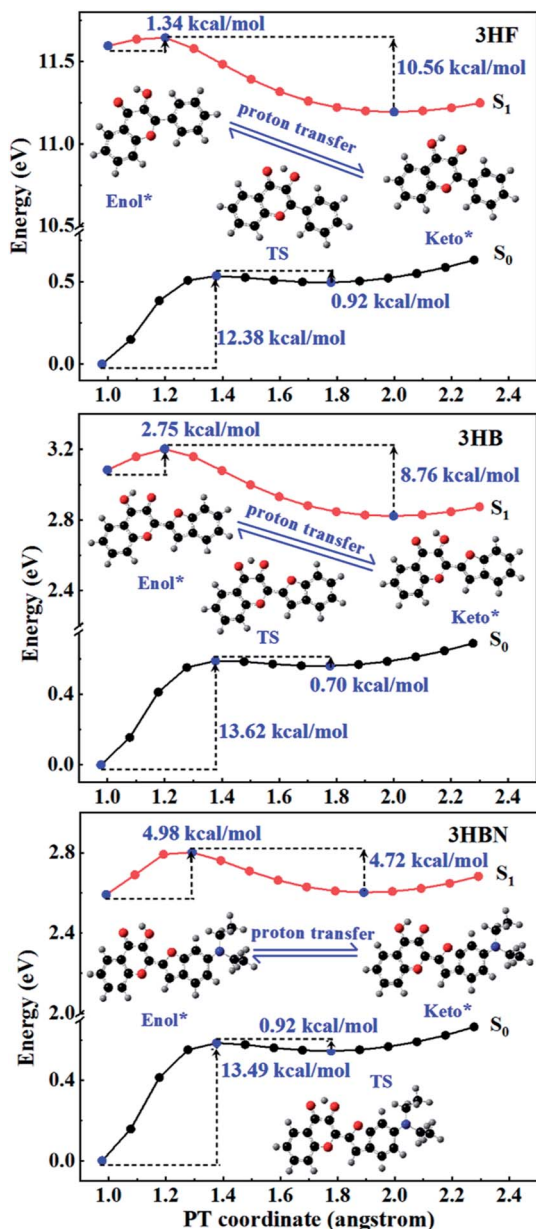 1.34 kcal/mol
3HF
11.5
10.56 kcal/mol
S1
proton transfer
11.0
Enol*
TS
Keto*
10.5
S0
0.5
0.92 kcal/mol
12.38 kcal/mol
0.0
Energy (eV)
1.0 1.2 1.4 1.6 1.8 2.0 2.2 2.4
2.75 kcal/mol
3HB
3.2
8.76 kcal/mol
S1
2.8
proton transfer
Enol*
2.4
TS
Keto*
S0
0.4
0.70 kcal/mol
13.62 kcal/mol
0.0
Energy (eV)
1.0 1.2 1.4 1.6 1.8 2.0 2.2 2.4
4.98 kcal/mol
3HBN
2.8
4.72 kcal/mol
S1
2.4
proton transfer
Enol*
Keto*
2.0
S0
0.92 kcal/mol
0.4
13.49 kcal/mol
TS
0.0
Energy (eV)
1.0 1.2 1.4 1.6 1.8 2.0 2.2 2.4
PT coordinate (angstrom)